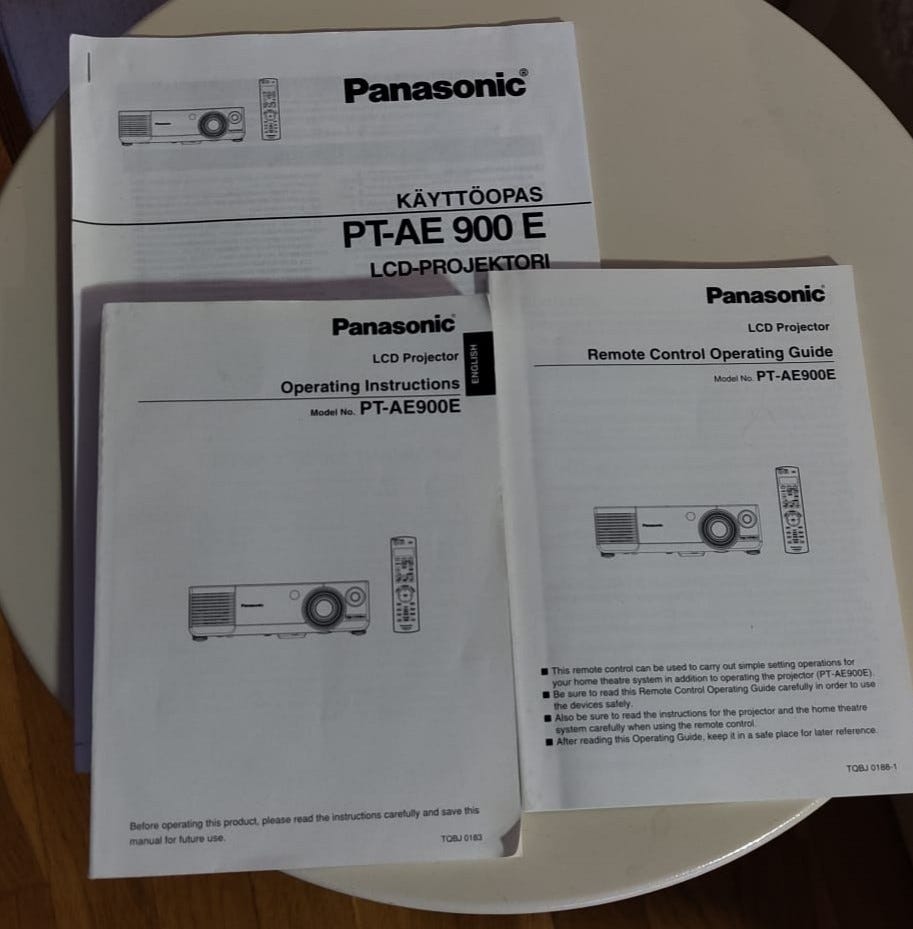 Panasonic®
KÄYTTÖOPAS
PT-AE 900 E
LCD-PROJEKTORI
Panasonic
LCD Projector
Operating Instructions
Model No. PT-AE900E
ENGLISH
Panasonic
Before operating this product, please read the instructions carefully and save this
manual for future use.
TQBJ 0183
Panasonic
LCD Projector
Remote Control Operating Guide
Model No. PT-AE900E
Panasonic
■ This remote control can be used to carry out simple setting operations for
your home theatre system in addition to operating the projector (PT-AE900E).
■ Be sure to read this Remote Control Operating Guide carefully in order to use
the devices safely.
■ Also be sure to read the instructions for the projector and the home theatre
system carefully when using the remote control.
■ After reading this Operating Guide, keep it in a safe place for later reference.
TQBJ 0186-1